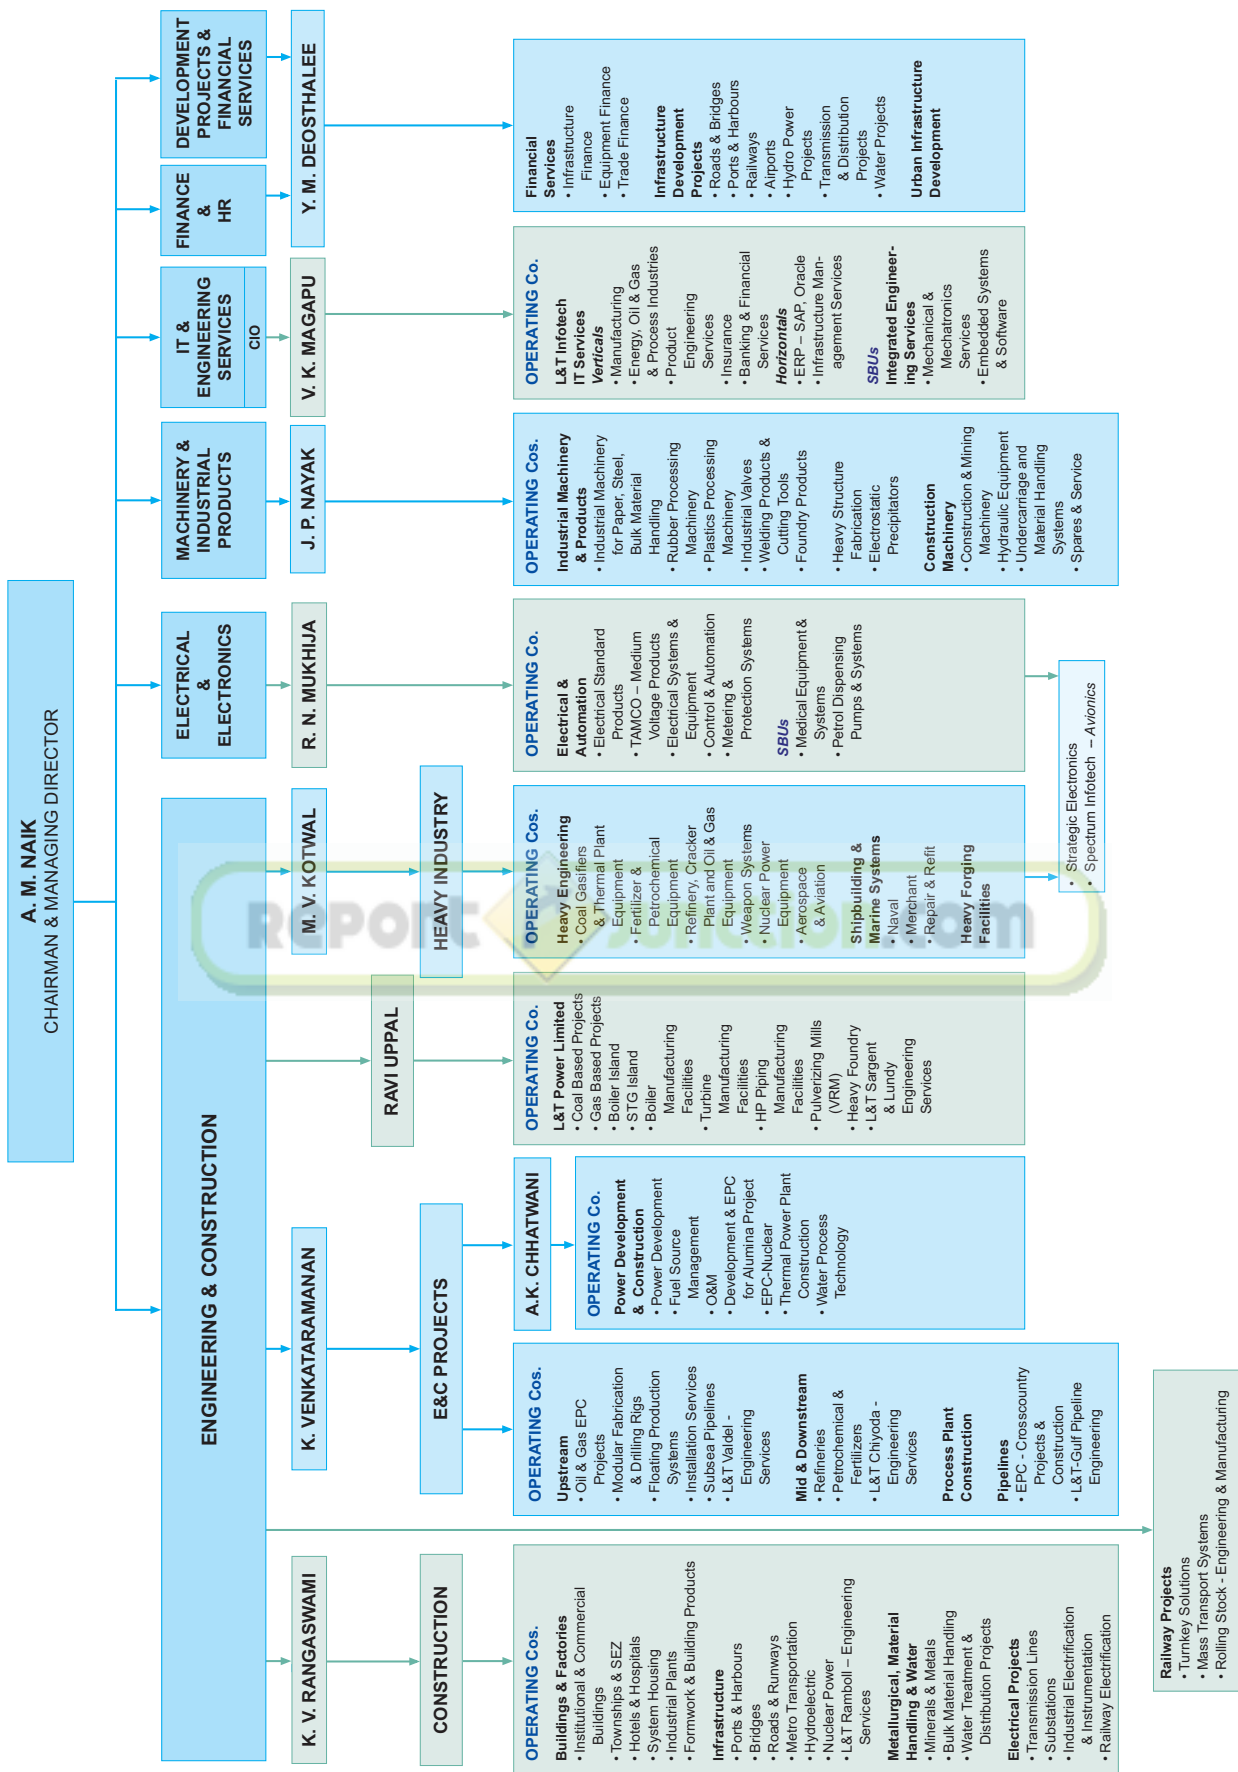 A. M. NAIK
CHAIRMAN & MANAGING DIRECTOR
ENGINEERING & CONSTRUCTION
ELECTRICAL
&
ELECTRONICS
MACHINERY &
INDUSTRIAL
PRODUCTS
IT &
ENGINEERING
SERVICES
CIO
FINANCE
&
HR
DEVELOPMENT
PROJECTS &
FINANCIAL
SERVICES
K. V. RANGASWAMI
K. VENKATARAMANAN
RAVI UPPAL
M. V. KOTWAL
R. N. MUKHIJA
J. P. NAYAK
V. K. MAGAPU
Y. M. DEOSTHALEE
CONSTRUCTION
E&C PROJECTS
HEAVY INDUSTRY
A.K. CHHATWANI
OPERATING Cos.
Buildings & Factories
• Institutional & Commercial
Buildings
• Townships & SEZ
• Hotels & Hospitals
• System Housing
• Industrial Plants
• Formwork & Building Products
Infrastructure
• Ports & Harbours
• Bridges
• Roads & Runways
• Metro Transportation
• Hydroelectric
• Nuclear Power
• L&T Ramboll – Engineering
Services
Metallurgical, Material
Handling & Water
• Minerals & Metals
• Bulk Material Handling
• Water Treatment &
Distribution Projects
Electrical Projects
• Transmission Lines
• Substations
• Industrial Electrification
& Instrumentation
• Railway Electrification
OPERATING Cos.
Upstream
• Oil & Gas EPC
Projects
• Modular Fabrication
& Drilling Rigs
• Floating Production
Systems
• Installation Services
• Subsea Pipelines
• L&T Valdel -
Engineering
Services
Mid & Downstream
• Refineries
• Petrochemical &
Fertilizers
• L&T Chiyoda -
Engineering
Services
Process Plant
Construction
Pipelines
• EPC - Crosscountry
Projects &
Construction
• L&T-Gulf Pipeline
Engineering
OPERATING Co.
Power Development
& Construction
• Power Development
• Fuel Source
Management
• O&M
• Development & EPC
for Alumina Project
• EPC-Nuclear
• Thermal Power Plant
Construction
• Water Process
Technology
OPERATING Co.
L&T Power Limited
• Coal Based Projects
• Gas Based Projects
• Boiler Island
• STG Island
• Boiler
Manufacturing
Facilities
• Turbine
Manufacturing
Facilities
• HP Piping
Manufacturing
Facilities
• Pulverizing Mills
(VRM)
• Heavy Foundry
• L&T Sargent
& Lundy
Engineering
Services
OPERATING Cos.
Heavy Engineering
• Coal Gasifiers
& Thermal Plant
Equipment
• Fertilizer &
Petrochemical
Equipment
• Refinery, Cracker
Plant and Oil & Gas
Equipment
• Weapon Systems
• Nuclear Power
Equipment
• Aerospace
& Aviation
Shipbuilding &
Marine Systems
• Naval
• Merchant
• Repair & Refit
Heavy Forging
Facilities
OPERATING Co.
Electrical &
Automation
• Electrical Standard
Products
• TAMCO – Medium
Voltage Products
• Electrical Systems &
Equipment
• Control & Automation
• Metering &
Protection Systems
SBUs
• Medical Equipment &
Systems
• Petrol Dispensing
Pumps & Systems
OPERATING Cos.
Industrial Machinery
& Products
• Industrial Machinery
for Paper, Steel,
Bulk Material
Handling
• Rubber Processing
Machinery
• Plastics Processing
Machinery
• Industrial Valves
• Welding Products &
Cutting Tools
• Foundry Products
• Heavy Structure
Fabrication
• Electrostatic
Precipitators
Construction
Machinery
• Construction & Mining
Machinery
• Hydraulic Equipment
• Undercarriage and
Material Handling
Systems
• Spares & Service
OPERATING Co.
L&T Infotech
IT Services
Verticals
• Manufacturing
• Energy, Oil & Gas
& Process Industries
• Product
Engineering
Services
• Insurance
• Banking & Financial
Services
Horizontals
• ERP – SAP, Oracle
• Infrastructure Man-
agement Services
SBUs
Integrated Engineer-
ing Services
• Mechanical &
Mechatronics
Services
• Embedded Systems
& Software
Financial
Services
• Infrastructure
Finance
• Equipment Finance
• Trade Finance
Infrastructure
Development
Projects
• Roads & Bridges
• Ports & Harbours
• Railways
• Airports
• Hydro Power
Projects
• Transmission
& Distribution
Projects
• Water Projects
Urban Infrastructure
Development
• Strategic Electronics
• Spectrum Infotech – Avionics
Railway Projects
• Turnkey Solutions
• Mass Transport Systems
• Rolling Stock - Engineering & Manufacturing
Report Junction.com